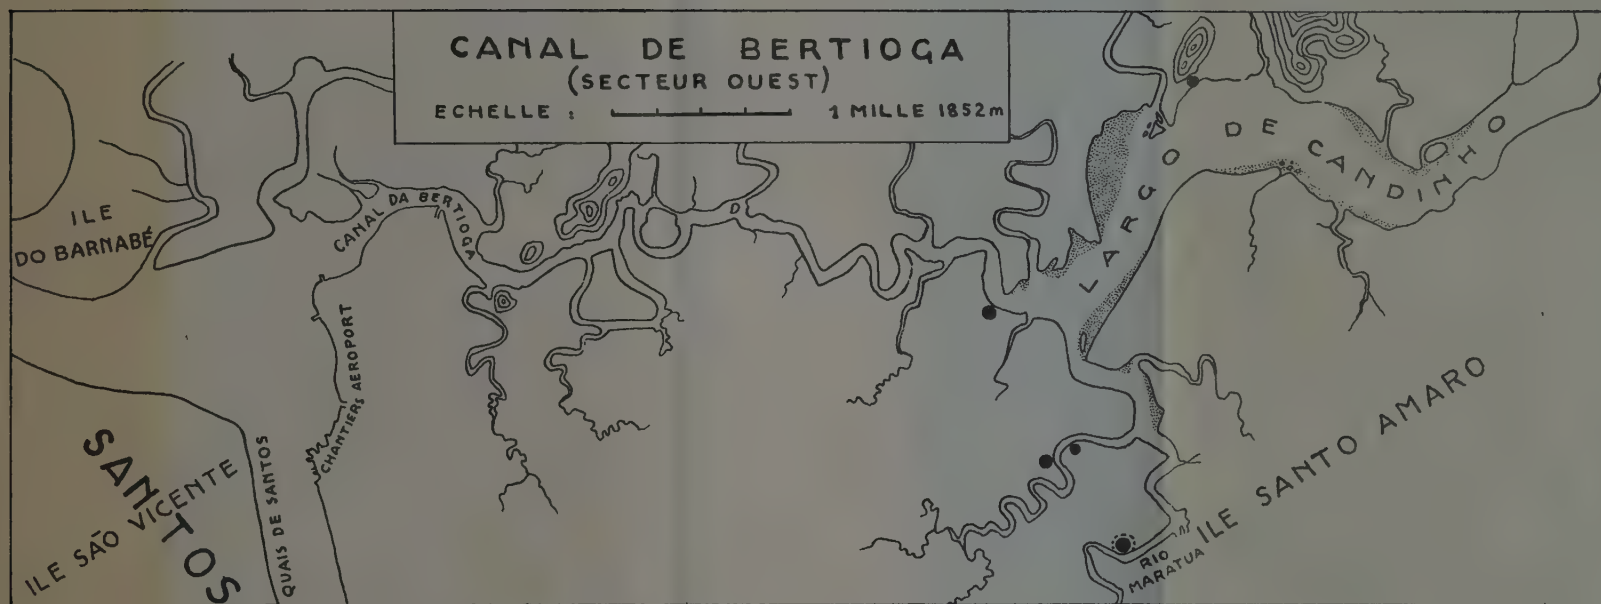 CANAL DE BERTIOGA
(SECTEUR OUEST)
ECHELLE : 1 MILLE 1852m
ILE
DO BARNABÉ
CANAL DA BERTIOGA
LARGO DE CANDINHO
CHANTIERS AEROPORT
SANTOS
ILE SÃO VICENTE
QUAIS DE SANTOS
ILE SANTO AMARO
RIO
MARATUA